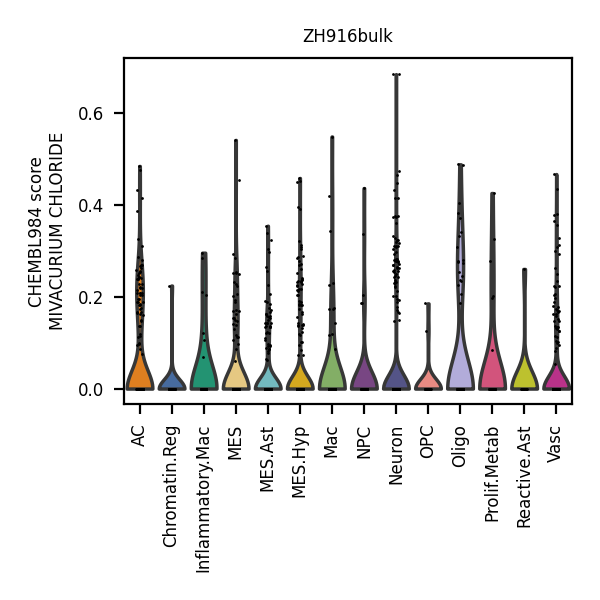 ZH916bulk
CHEMBL984 score
MIVACURIUM CHLORIDE
0.6
0.4
0.2
0.0
AC
Chromatin.Reg
Inflammatory.Mac
MES
MES.Ast
MES.Hyp
Mac
NPC
Neuron
OPC
Oligo
Prolif.Metab
Reactive.Ast
Vasc